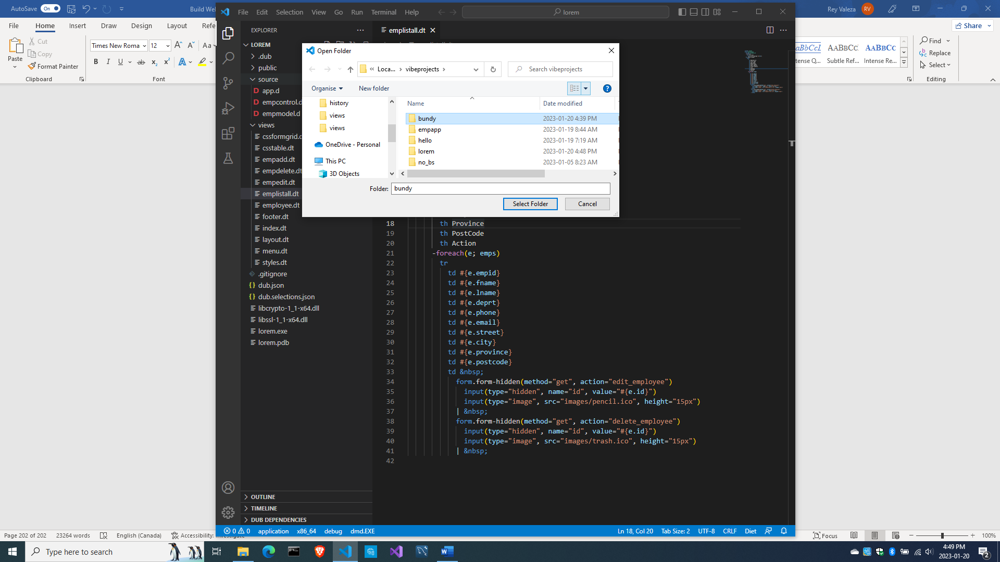 AutoSave On
Build Wel
Rey Valeza RV
File Home Insert Draw Design Layout Refe
Share
Paste
Cut
Copy
Format Painter
Clipboard
Times New Roma 12
Aa
B I U ab x₂ x² A
Font
aBbCcL AABBCC AABBCC
tense Q... Subtle Ref... Intense Re...
Find
Replace
Select
Editing
File Edit Selection View Go Run Terminal Help
lorem
EXPLORER
LOREM
.dub
public
source
D app.d
D empcontrol.d
D empmodel.d
views
cssformgrid.d
csstable.dt
empadd.dt
empdelete.dt
empedit.dt
emplistall.dt
employee.dt
footer.dt
index.dt
layout.dt
menu.dt
styles.dt
.gitignore
{} dub.json
{} dub.selections.json
libcrypto-1_1-x64.dll
libssl-1_1-x64.dll
lorem.exe
lorem.pdb
OUTLINE
TIMELINE
DUB DEPENDENCIES
emplistall.dt
Open Folder
« Loca... › vibeprojects ›
Search vibeprojects
Organise New folder
history
views
views
OneDrive - Personal
This PC
3D Objects
Name Date modified
bundy 2023-01-20 4:39 PM
empapp 2023-01-19 8:44 AM
hello 2023-01-19 7:19 AM
lorem 2023-01-20 4:48 PM
no_bs 2023-01-05 8:23 AM
Folder: bundy
Select Folder Cancel
18 th Province
19 th PostCode
20 th Action
21 -foreach(e; emps)
22 tr
23 td #{e.empid}
24 td #{e.fname}
25 td #{e.lname}
26 td #{e.deprt}
27 td #{e.phone}
28 td #{e.email}
29 td #{e.street}
30 td #{e.city}
31 td #{e.province}
32 td #{e.postcode}
33 td &nbsp;
34 form.form-hidden(method="get", action="edit_employee")
35 input(type="hidden", name="id", value="#{e.id}")
36 input(type="image", src="images/pencil.ico", height="15px")
37 | &nbsp;
38 form.form-hidden(method="get", action="delete_employee")
39 input(type="hidden", name="id", value="#{e.id}")
40 input(type="image", src="images/trash.ico", height="15px")
41 | &nbsp;
42
0 0 application x86_64 debug dmd.EXE
Ln 18, Col 20 Tab Size: 2 UTF-8 CRLF Diet
Page 202 of 202 23264 words English (Canada) Accessibility: Investigate
Focus 100%
Type here to search
4:49 PM
2023-01-20
2